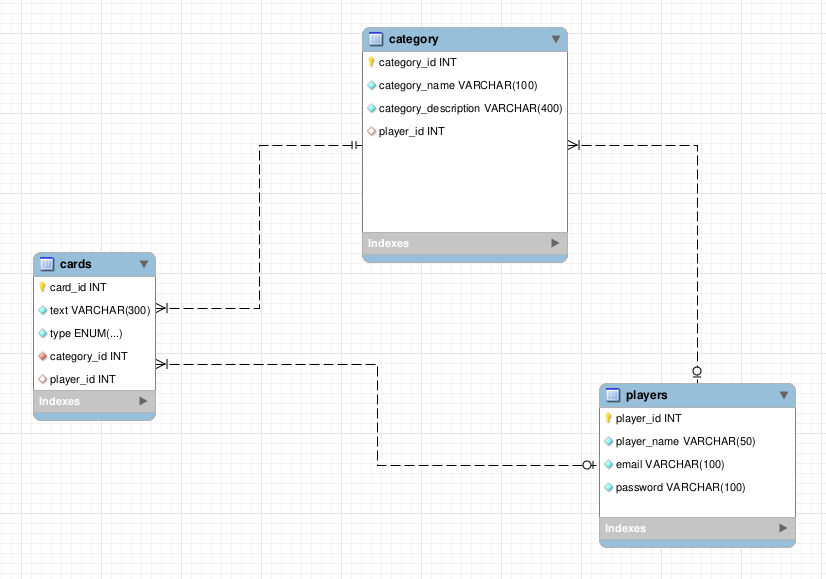 category
category_id INT
category_name VARCHAR(100)
category_description VARCHAR(400)
player_id INT
Indexes
cards
card_id INT
text VARCHAR(300)
type ENUM(...)
category_id INT
player_id INT
Indexes
players
player_id INT
player_name VARCHAR(50)
email VARCHAR(100)
password VARCHAR(100)
Indexes